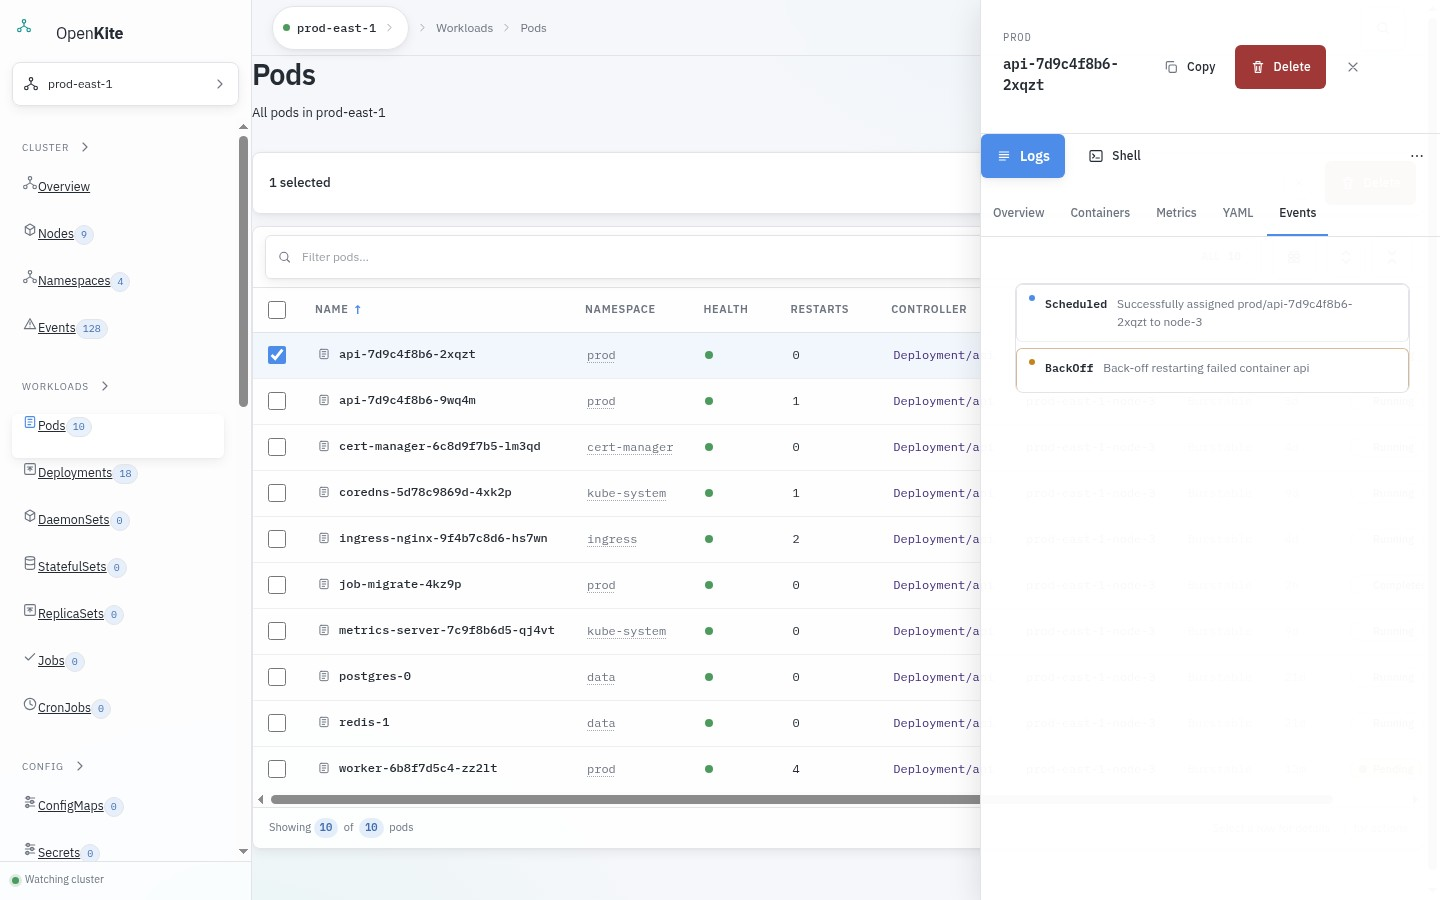 OpenKite
prod-east-1
CLUSTER
Overview
Nodes 9
Namespaces 4
Events 128
WORKLOADS
Pods 10
Deployments 18
DaemonSets 0
StatefulSets 0
ReplicaSets 0
Jobs 0
CronJobs 0
CONFIG
ConfigMaps 0
Secrets 0
Watching cluster
prod-east-1 Workloads Pods
Pods
All pods in prod-east-1
1 selected
Filter pods...
NAME ↑ NAMESPACE HEALTH RESTARTS CONTROLLER
api-7d9c4f8b6-2xqzt prod 0 Deployment/a
api-7d9c4f8b6-9wq4m prod 1 Deployment/a
cert-manager-6c8d9f7b5-lm3qd cert-manager 0 Deployment/a
coredns-5d78c9869d-4xk2p kube-system 1 Deployment/a
ingress-nginx-9f4b7c8d6-hs7wn ingress 2 Deployment/a
job-migrate-4kz9p prod 0 Deployment/a
metrics-server-7c9f8b6d5-qj4vt kube-system 0 Deployment/a
postgres-0 data 0 Deployment/a
redis-1 data 0 Deployment/a
worker-6b8f7d5c4-zz2lt prod 4 Deployment/a
Showing 10 of 10 pods
PROD
api-7d9c4f8b6-
2xqzt
Copy Delete
Logs Shell
Overview Containers Metrics YAML Events
Scheduled Successfully assigned prod/api-7d9c4f8b6-
2xqzt to node-3
BackOff Back-off restarting failed container api